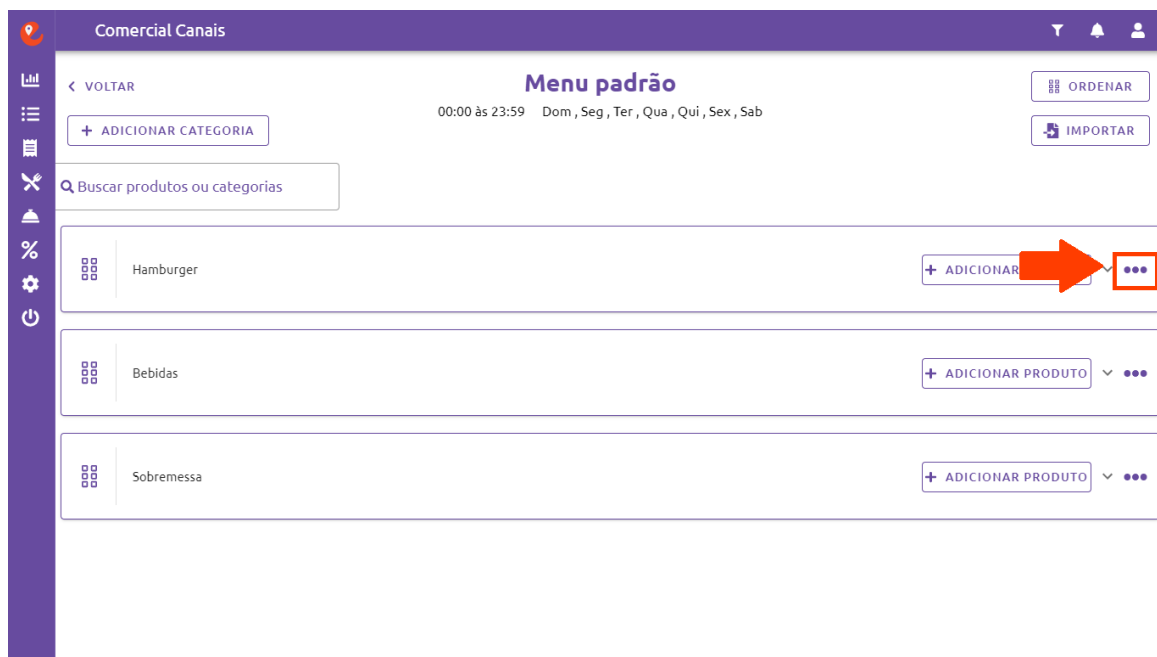 Comercial Canais
VOLTAR
Menu padrão
ORDENAR
00:00 às 23:59 Dom , Seg , Ter , Qua , Qui , Sex , Sab
+ ADICIONAR CATEGORIA
IMPORTAR
Buscar produtos ou categorias
Hamburger
+ ADICIONAR
Bebidas
+ ADICIONAR PRODUTO
Sobremessa
+ ADICIONAR PRODUTO